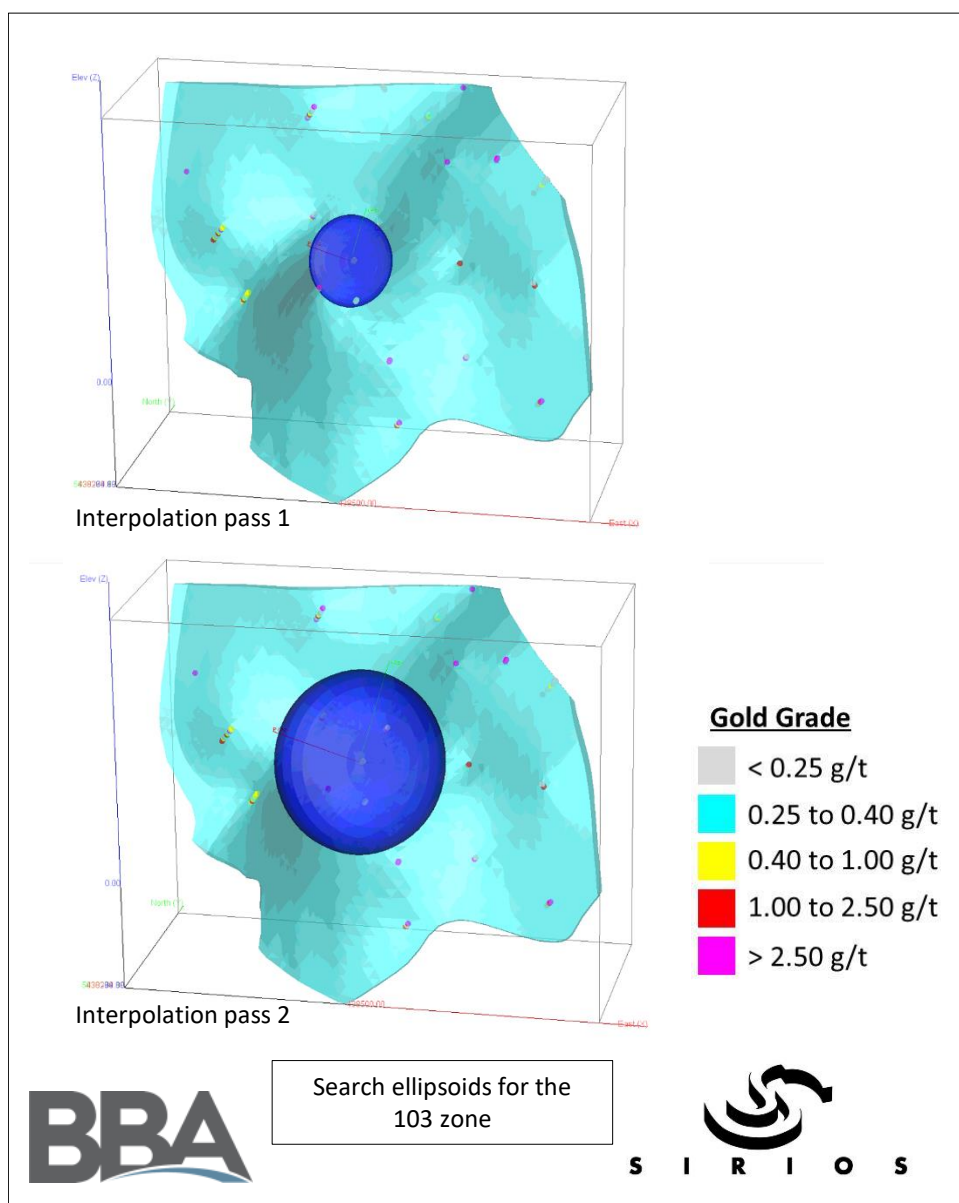 Elev (Z)
0.00
North (Y)
East (X)
Interpolation pass 1
Elev (Z)
0.00
North (Y)
East (X)
Interpolation pass 2
Gold Grade
< 0.25 g/t
0.25 to 0.40 g/t
0.40 to 1.00 g/t
1.00 to 2.50 g/t
> 2.50 g/t
BBA
Search ellipsoids for the
103 zone
SIRIOS